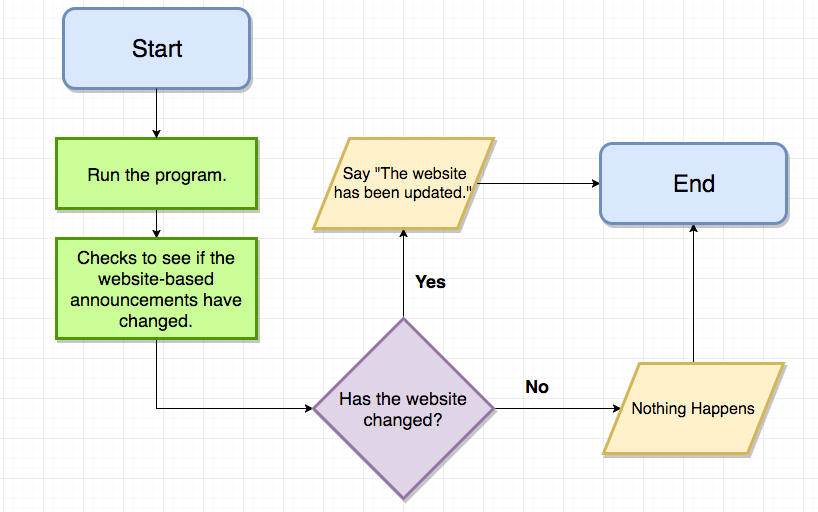 Start
Run the program.
Checks to see if the
website-based
announcements have
changed.
Say "The website
has been updated."
End
Yes
Has the website
changed?
No
Nothing Happens